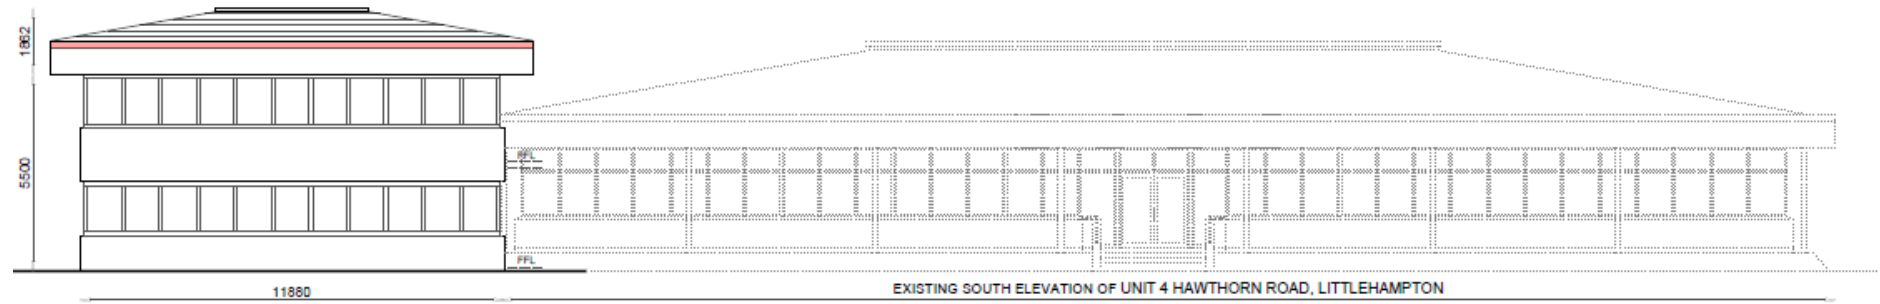 1862
5500
FFL
FFL
11880
EXISTING SOUTH ELEVATION OF UNIT 4 HAWTHORN ROAD, LITTLEHAMPTON